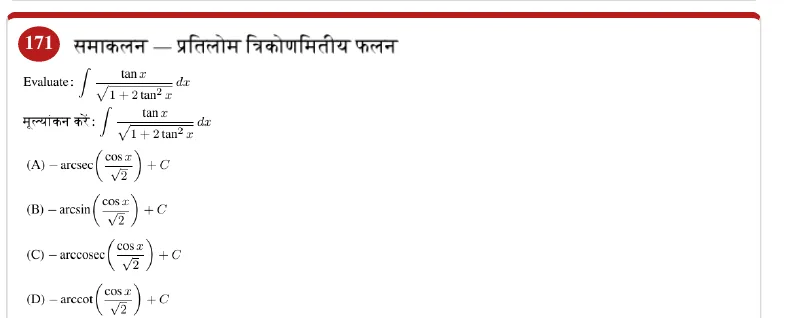 171 समाकलन — प्रतिलोम त्रिकोणमितीय फलन
Evaluate: ∫ tan x / √(1 + 2 tan² x) dx
मूल्यांकन करें: ∫ tan x / √(1 + 2 tan² x) dx
(A) − arcsec(cos x / √2) + C
(B) − arcsin(cos x / √2) + C
(C) − arccosec(cos x / √2) + C
(D) − arccot(cos x / √2) + C